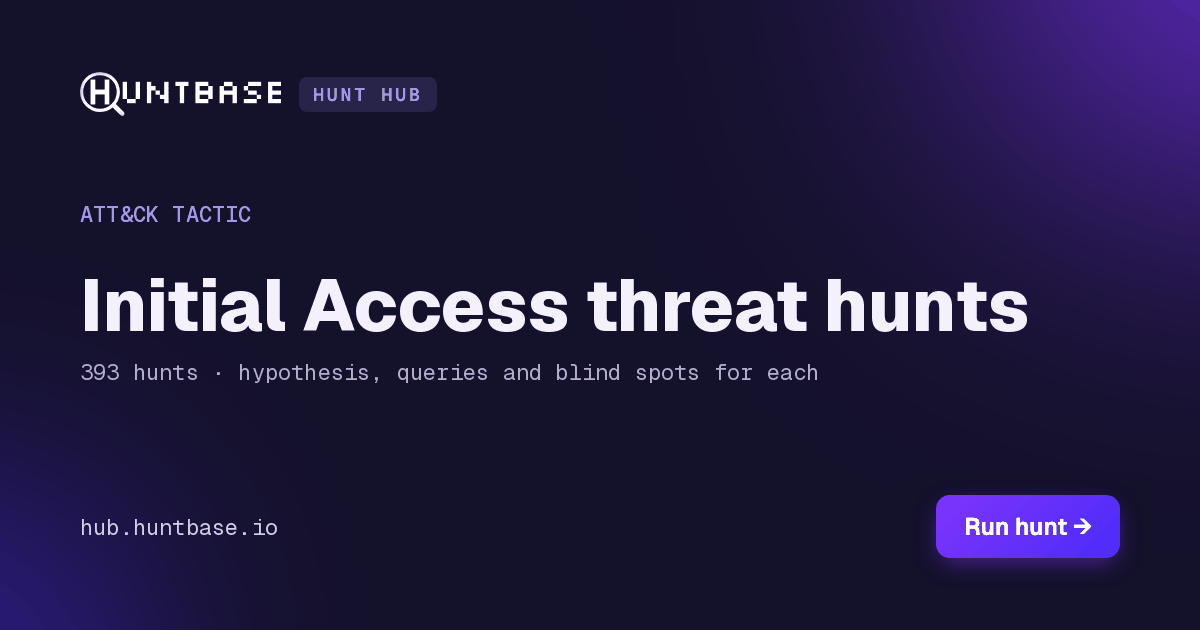 HUNTBASE HUNT HUB
ATT&CK TACTIC
Initial Access threat hunts
393 hunts · hypothesis, queries and blind spots for each
hub.huntbase.io
Run hunt →